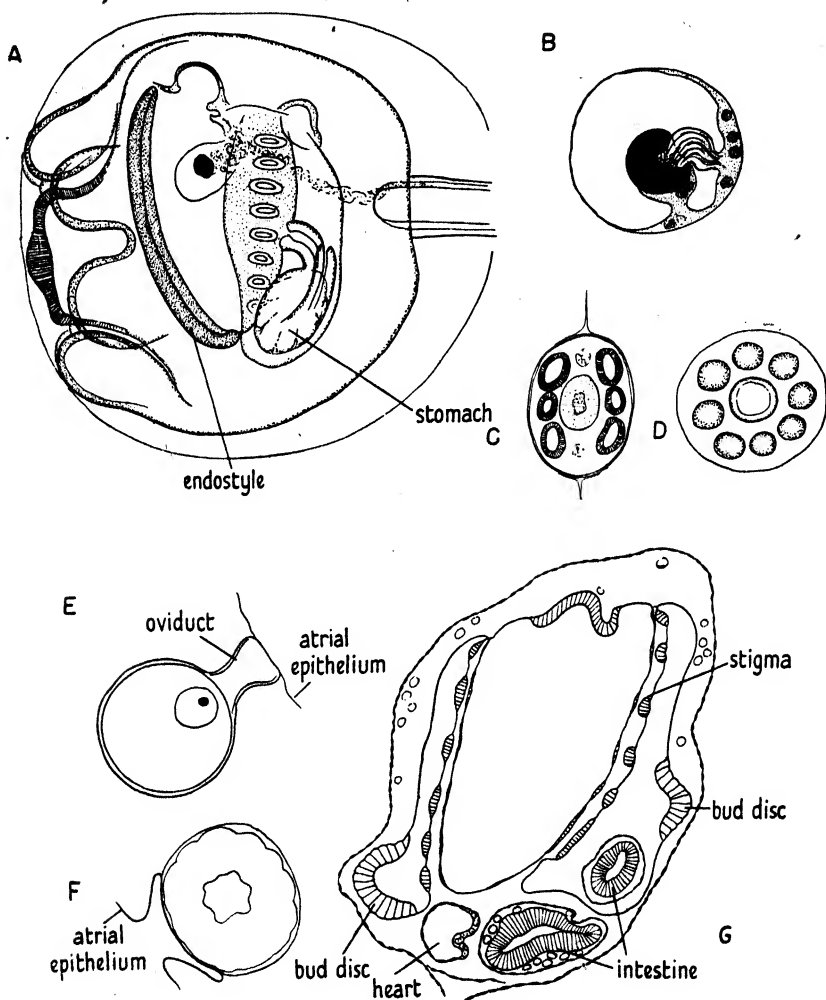 A
B
stomach
C
D
endostyle
E
oviduct
atrial
epithelium
stigma
bud disc
F
atrial
epithelium
bud disc
heart
intestine
G